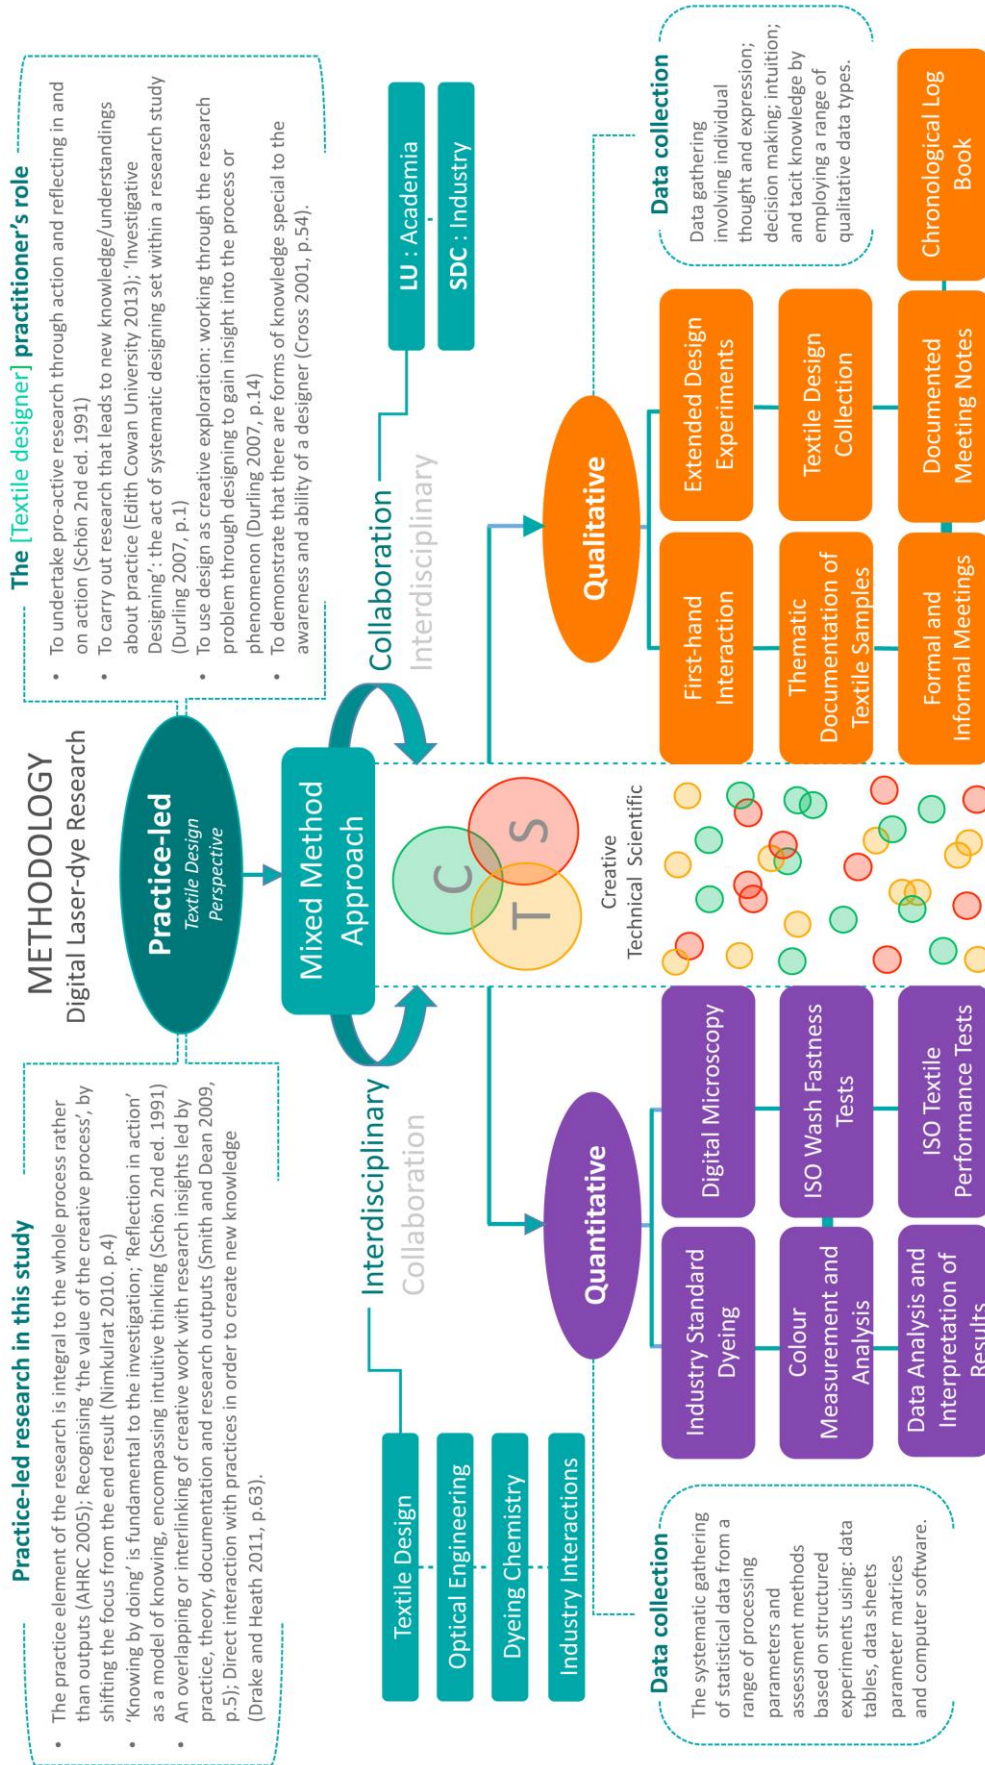 METHODOLOGY
Digital Laser-dye Research
Practice-led research in this study
• The practice element of the research is integral to the whole process rather
than outputs (AHRC 2005); Recognising ‘the value of the creative process’, by
shifting the focus from the end result (Nimkulrat 2010. p.4)
• ‘Knowing by doing’ is fundamental to the investigation; ‘Reflection in action’
as a model of knowing, encompassing intuitive thinking (Schön 2nd ed. 1991)
• An overlapping or interlinking of creative work with research insights led by
practice, theory, documentation and research outputs (Smith and Dean 2009,
p.5); Direct interaction with practices in order to create new knowledge
(Drake and Heath 2011, p.63).
Practice-led
Textile Design
Perspective
The [Textile designer] practitioner’s role
• To undertake pro-active research through action and reflecting in and
on action (Schön 2nd ed. 1991)
• To carry out research that leads to new knowledge/understandings
about practice (Edith Cowan University 2013); ‘Investigative
Designing’: the act of systematic designing set within a research study
(Durling 2007, p.1)
• To use design as creative exploration: working through the research
problem through designing to gain insight into the process or
phenomenon (Durling 2007, p.14)
• To demonstrate that there are forms of knowledge special to the
awareness and ability of a designer (Cross 2001, p.54).
Mixed Method
Approach
Interdisciplinary
Collaboration
Collaboration
Interdisciplinary
Textile Design
Optical Engineering
Dyeing Chemistry
Industry Interactions
LU : Academia
SDC : Industry
C
T
S
Creative
Technical Scientific
Quantitative
Industry Standard
Dyeing
Digital Microscopy
Colour
Measurement and
Analysis
ISO Wash Fastness
Tests
Data Analysis and
Interpretation of
Results
ISO Textile
Performance Tests
Data collection
The systematic gathering
of statistical data from a
range of processing
parameters and
assessment methods
based on structured
experiments using: data
tables, data sheets
parameter matrices
and computer software.
Qualitative
First-hand
Interaction
Extended Design
Experiments
Thematic
Documentation of
Textile Samples
Textile Design
Collection
Formal and
Informal Meetings
Documented
Meeting Notes
Chronological Log
Book
Data collection
Data gathering
involving individual
thought and expression;
decision making; intuition;
and tacit knowledge by
employing a range of
qualitative data types.